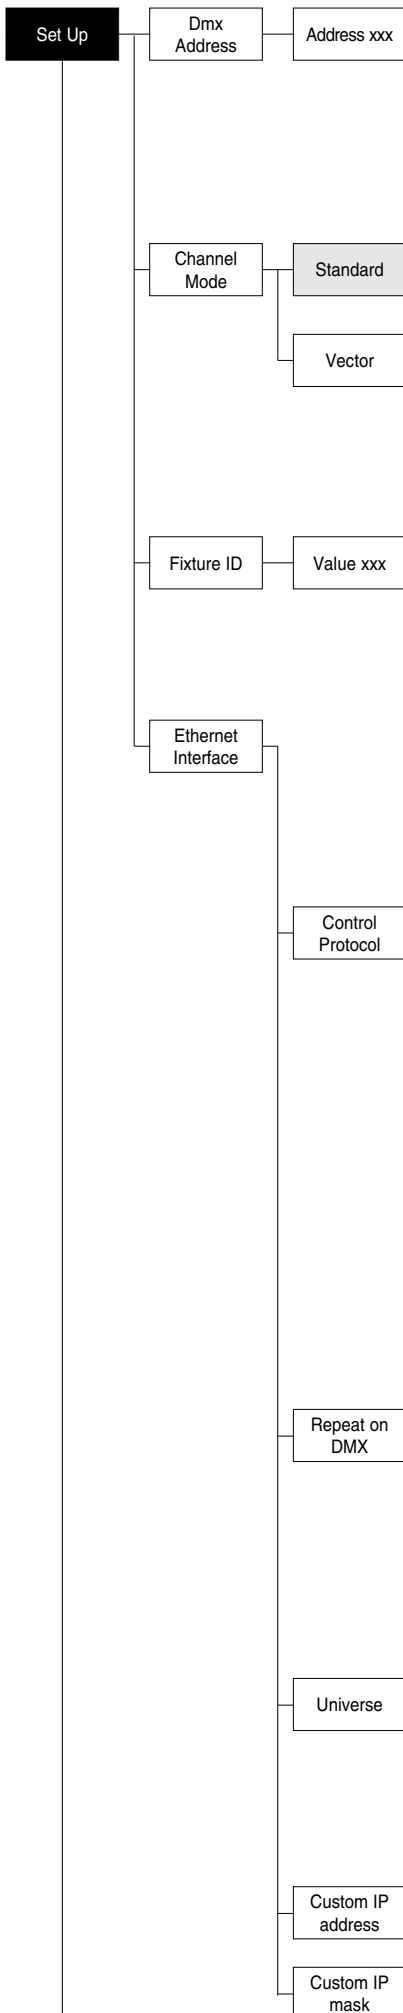 Set Up
Dmx
Address
Address xxx
Channel
Mode
Standard
Vector
Fixture ID
Value xxx
Ethernet
Interface
Control
Protocol
Repeat on
DMX
Universe
Custom IP
address
Custom IP
mask